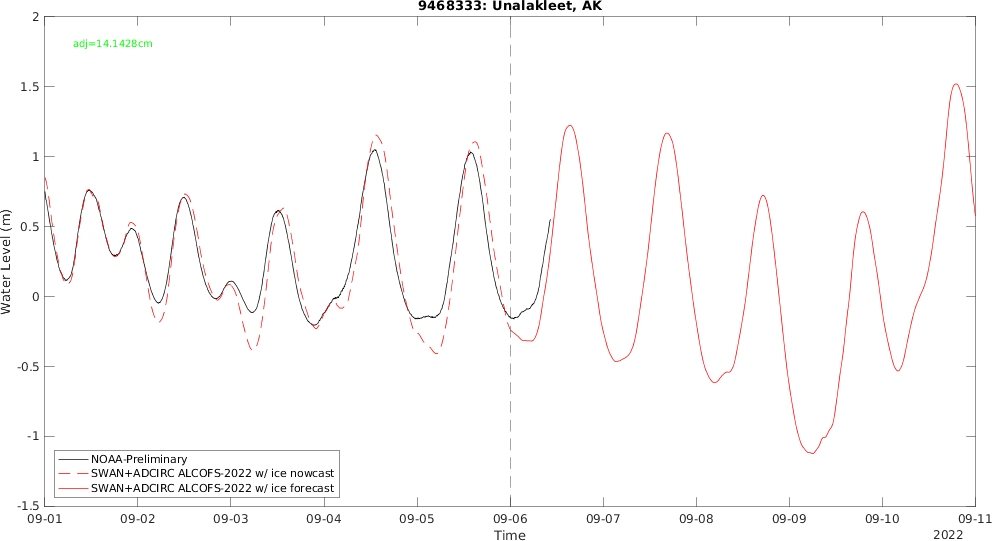 9468333: Unalakleet, AK
adj=14.1428cm
Water Level (m)
2
1.5
1
0.5
0
-0.5
-1
-1.5
NOAA-Preliminary
SWAN+ADCIRC ALCOFS-2022 w/ ice nowcast
SWAN+ADCIRC ALCOFS-2022 w/ ice forecast
09-01 09-02 09-03 09-04 09-05 09-06 09-07 09-08 09-09 09-10 09-11
Time
2022